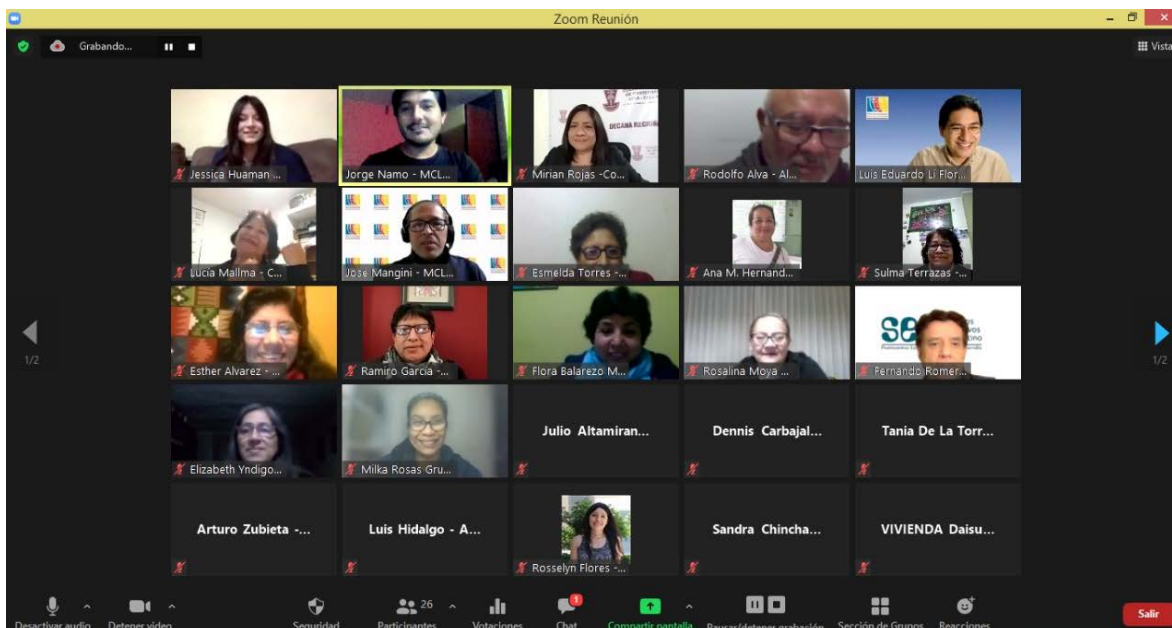 Zoom Reunión
Grabando...
Vista
DECANA REGIONAL
Jessica Huaman ...
Jorge Namo - MCL...
Mirian Rojas -Co...
Rodolfo Alva - Al...
Luis Eduardo Li Flor...
Lucía Mallma - C...
Jose Mangini - MCL...
Esmelda Torres -...
Ana M. Hernand...
Sulma Terrazas -...
Esther Alvarez - ...
Ramiro García -...
Flora Balarezo M...
Rosalina Moya ...
Fernando Romer...
1/2
1/2
Elizabeth Yndigo...
Milka Rosas Gru...
Julio Altamiran...
Dennis Carbajal...
Tania De La Torr...
Arturo Zubieta -...
Luis Hidalgo - A...
Rosselyn Flores -...
Sandra Chincha...
VIVIENDA Daisu...
26
1
Desactivar audio
Detener video
Seguridad
Participantes
Votaciones
Chat
Compartir pantalla
Pausar/detener grabación
Sección de Grupos
Reacciones
Salir